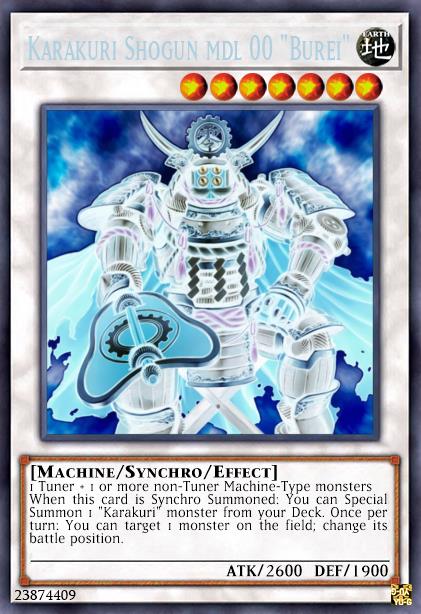 Karakuri Shogun mdl 00 "Burei"
EARTH
地
[Machine/Synchro/Effect]
1 Tuner + 1 or more non-Tuner Machine-Type monsters
When this card is Synchro Summoned: You can Special
Summon 1 "Karakuri" monster from your Deck. Once per
turn: You can target 1 monster on the field; change its
battle position.
ATK/2600 DEF/1900
23874409